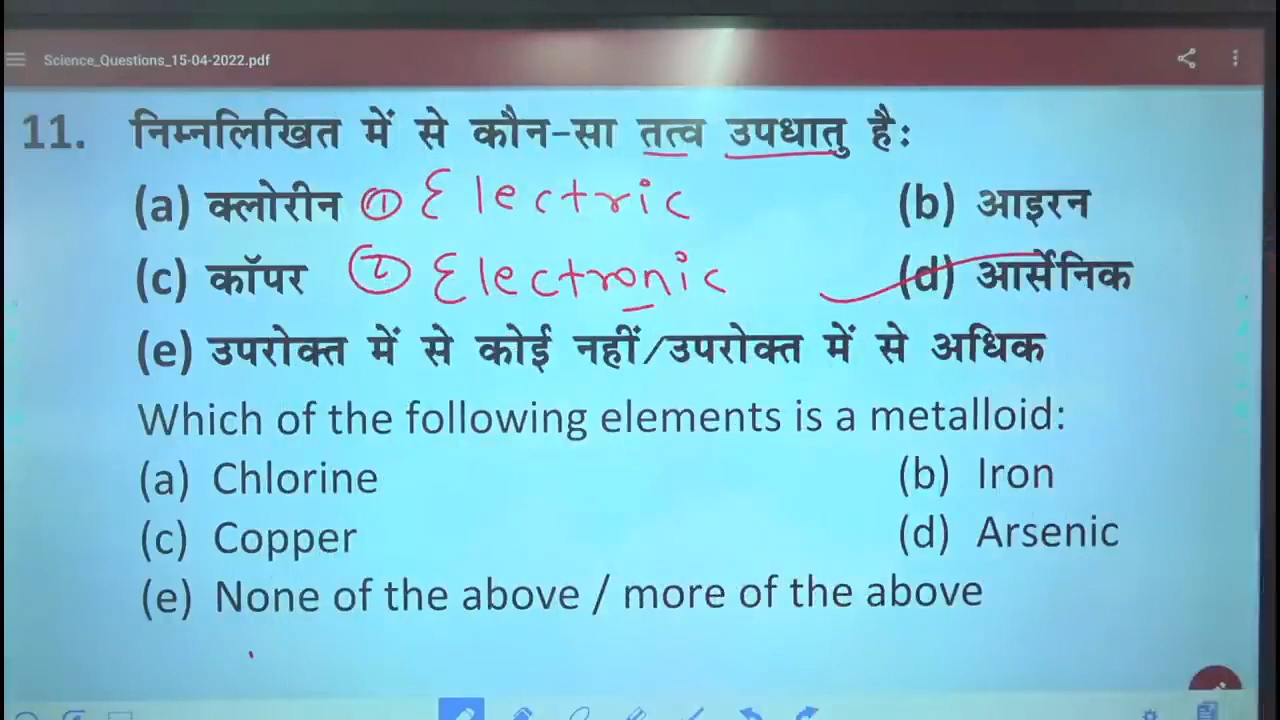 Science_Questions_15-04-2022.pdf
11. निम्नलिखित में से कौन-सा तत्व उपधातु है:
(a) क्लोरीन ① Electric (b) आइरन
(c) कॉपर ② Electronic (d) आर्सेनिक
(e) उपरोक्त में से कोई नहीं/उपरोक्त में से अधिक
Which of the following elements is a metalloid:
(a) Chlorine (b) Iron
(c) Copper (d) Arsenic
(e) None of the above / more of the above